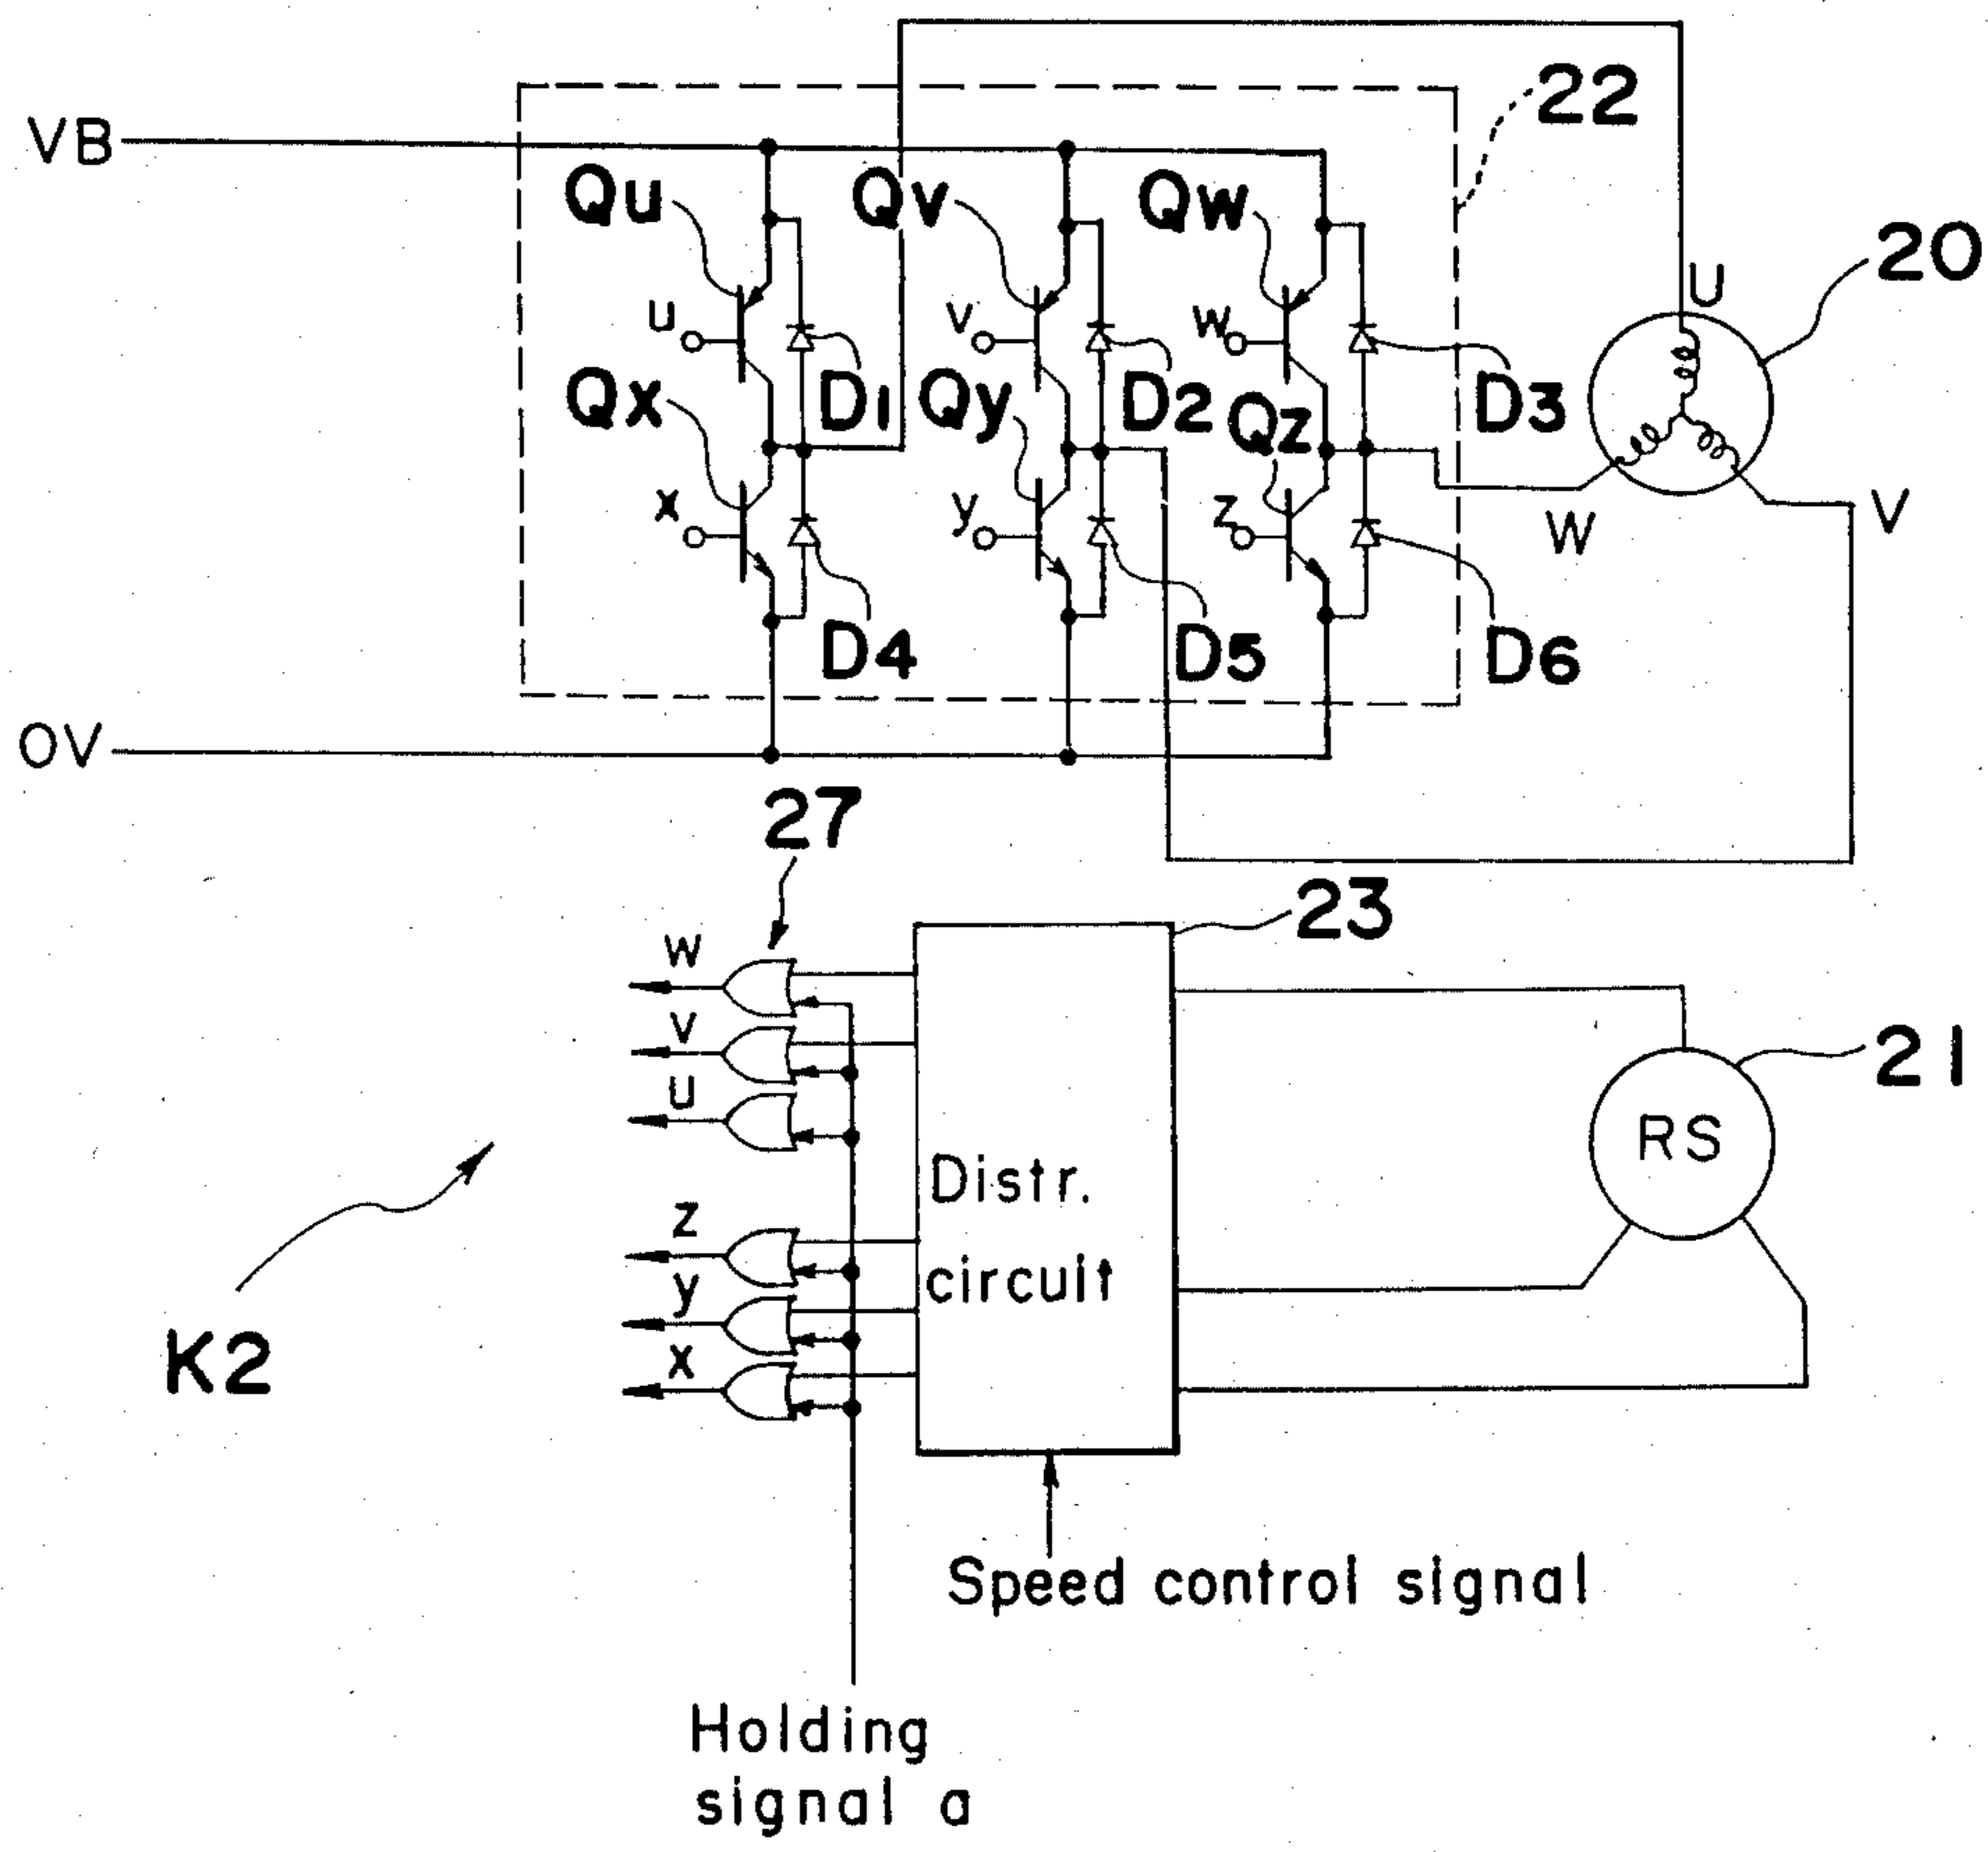 VB
22
Qu
Qv
Qw
20
U
u
v
w
Qx
D1
Qy
D2
Qz
D3
x
y
z
W
V
D4
D5
D6
OV
27
23
w
v
u
21
RS
Distr.
circuit
z
y
x
K2
Speed control signal
Holding
signal a